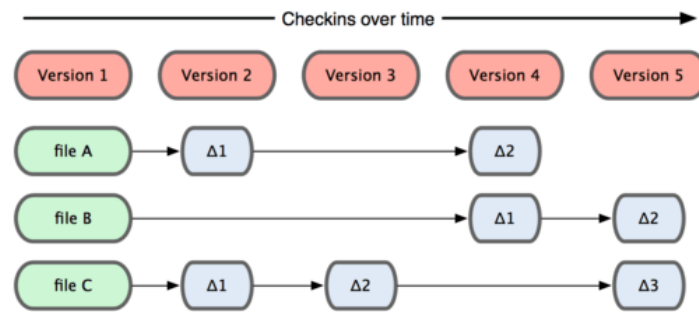 Checkins over time
Version 1 Version 2 Version 3 Version 4 Version 5
file A Δ1 Δ2
file B Δ1 Δ2
file C Δ1 Δ2 Δ3